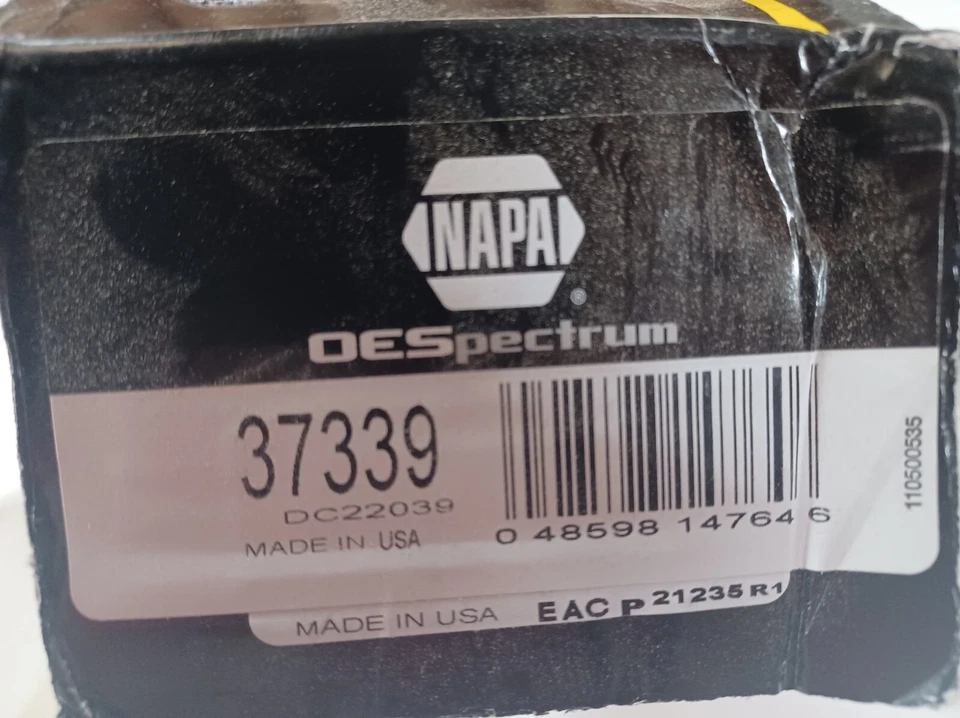 NAPA
®
OESpectrum
37339
DC22039
MADE IN USA
0 48598 14764 6
110500535
MADE IN USA EAC P 21235 R1